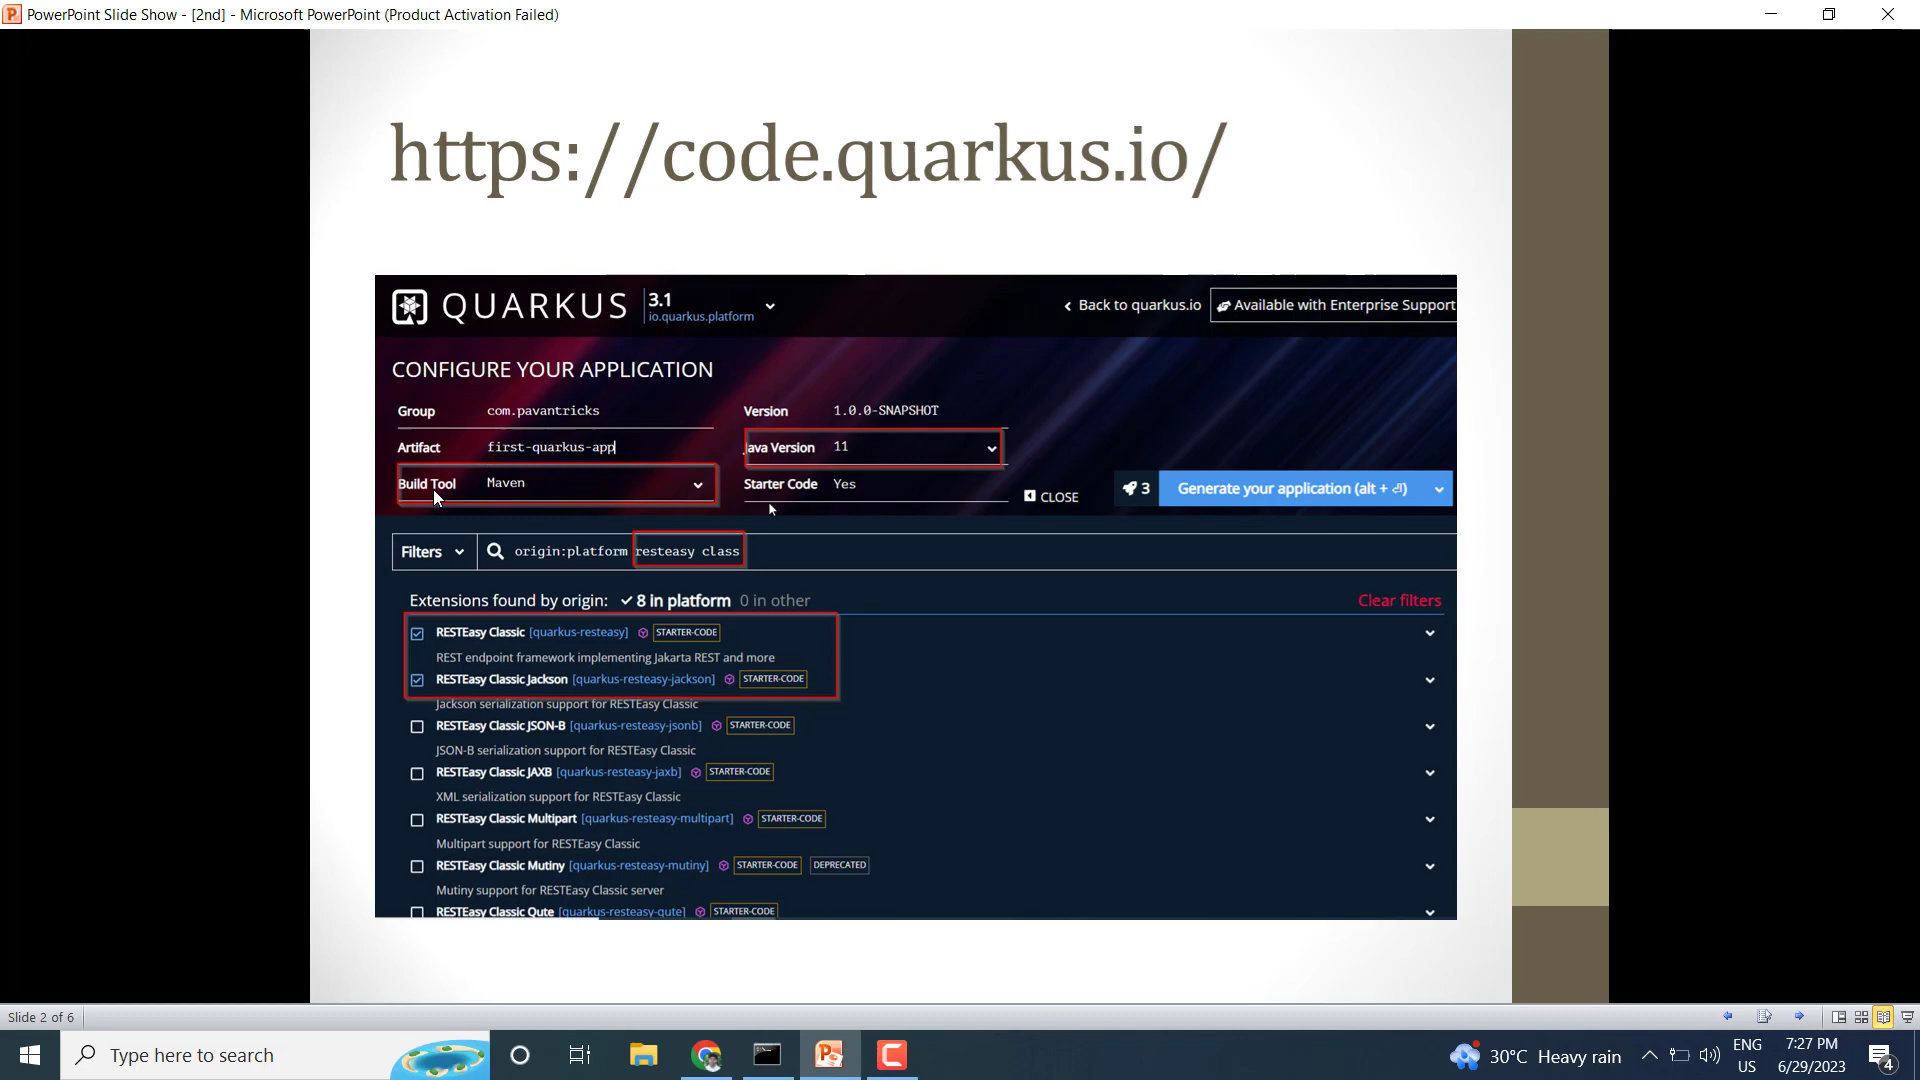 PowerPoint Slide Show - [2nd] - Microsoft PowerPoint (Product Activation Failed)
https://code.quarkus.io/
QUARKUS
3.1
io.quarkus.platform
Back to quarkus.io
Available with Enterprise Support
CONFIGURE YOUR APPLICATION
Group com.pavantricks
Version 1.0.0-SNAPSHOT
Artifact first-quarkus-app
Java Version 11
Build Tool Maven
Starter Code Yes
CLOSE
3
Generate your application (alt + ⏎)
Filters
origin:platform resteasy class
Extensions found by origin: 8 in platform 0 in other
Clear filters
RESTEasy Classic [quarkus-resteasy] STARTER-CODE
REST endpoint framework implementing Jakarta REST and more
RESTEasy Classic Jackson [quarkus-resteasy-jackson] STARTER-CODE
Jackson serialization support for RESTEasy Classic
RESTEasy Classic JSON-B [quarkus-resteasy-jsonb] STARTER-CODE
JSON-B serialization support for RESTEasy Classic
RESTEasy Classic JAXB [quarkus-resteasy-jaxb] STARTER-CODE
XML serialization support for RESTEasy Classic
RESTEasy Classic Multipart [quarkus-resteasy-multipart] STARTER-CODE
Multipart support for RESTEasy Classic
RESTEasy Classic Mutiny [quarkus-resteasy-mutiny] STARTER-CODE DEPRECATED
Mutiny support for RESTEasy Classic server
RESTEasy Classic Qute [quarkus-resteasy-qute] STARTER-CODE
Slide 2 of 6
Type here to search
30°C Heavy rain
ENG
US
7:27 PM
6/29/2023
4